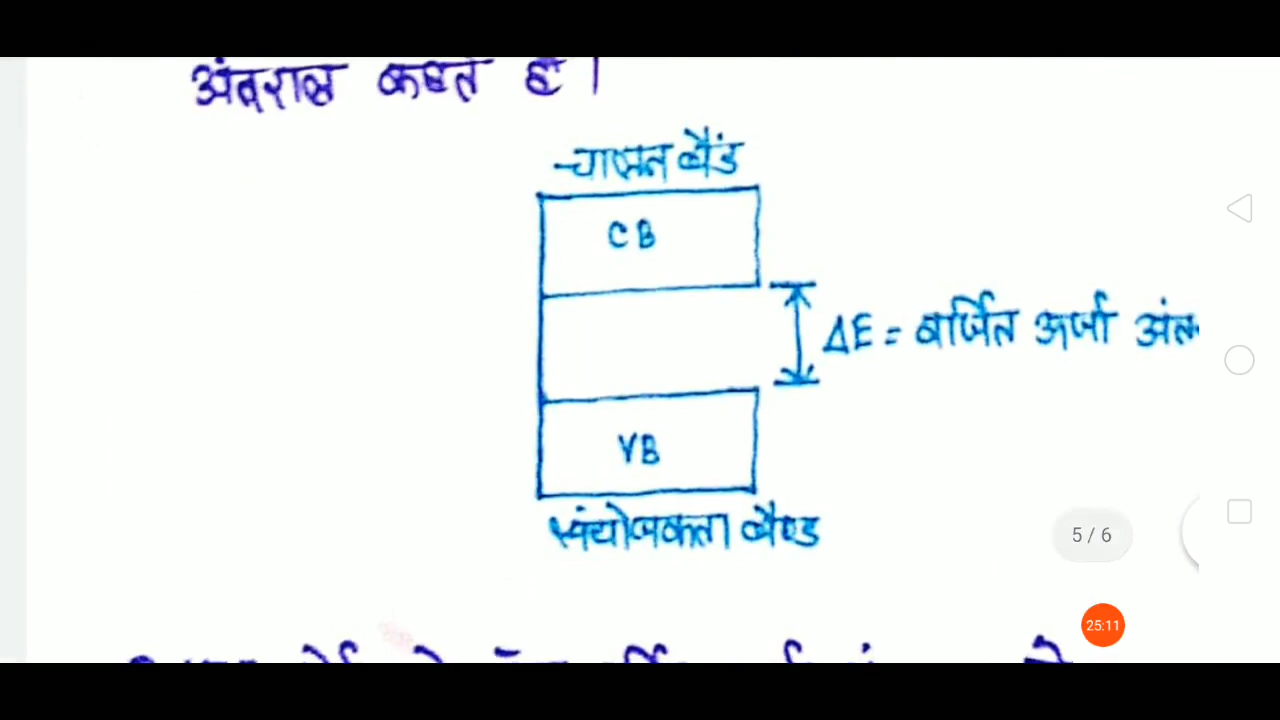 अंतराल कहते हैं।
चालन बैंड
CB
ΔE = वर्जित ऊर्जा
VB
संयोजकता बैण्ड
5 / 6
25:11